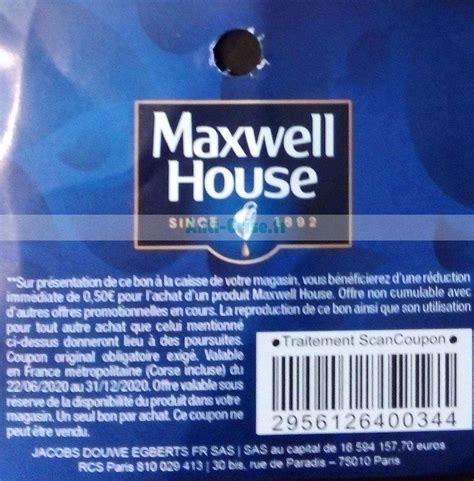 Maxwell
House
SINCE 1892
Anti-Crise.fr
**Sur présentation de ce bon à la caisse de votre magasin, vous bénéficierez d'une réduction
immédiate de 0,50€ pour l'achat d'un produit Maxwell House. Offre non cumulable avec
d'autres offres promotionnelles en cours. La reproduction de ce bon ainsi que son utilisation
pour tout autre achat que celui mentionné
ci-dessus donneront lieu à des poursuites.
Coupon original obligatoire exigé. Valable
en France métropolitaine (Corse incluse) du
22/06/2020 au 31/12/2020. Offre valable sous
réserve de la disponibilité du produit dans votre
magasin. Un seul bon par achat. Ce coupon ne
peut être vendu.
Traitement ScanCoupon
2956126400344
JACOBS DOUWE EGBERTS FR SAS | SAS au capital de 16 594 157,70 euros
RCS Paris 810 029 413 | 30 bis, rue de Paradis – 75010 Paris